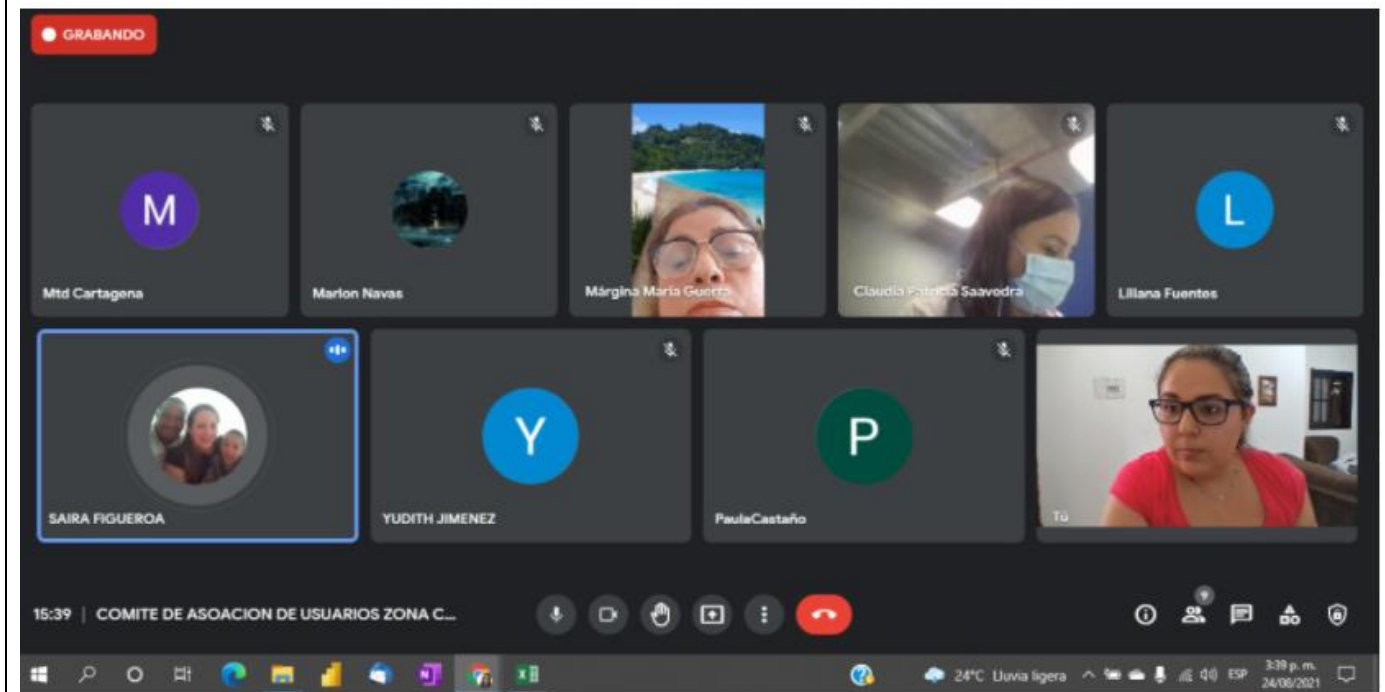 GRABANDO
M
Mtd Cartagena
Marlon Navas
Márgina María Guerra
Claudia Patricia Saavedra
L
Liliana Fuentes
SAIRA FIGUEROA
Y
YUDITH JIMENEZ
P
PaulaCastaño
Tú
15:39 | COMITE DE ASOACION DE USUARIOS ZONA C...
9
24°C Lluvia ligera
ESP
3:39 p. m.
24/08/2021